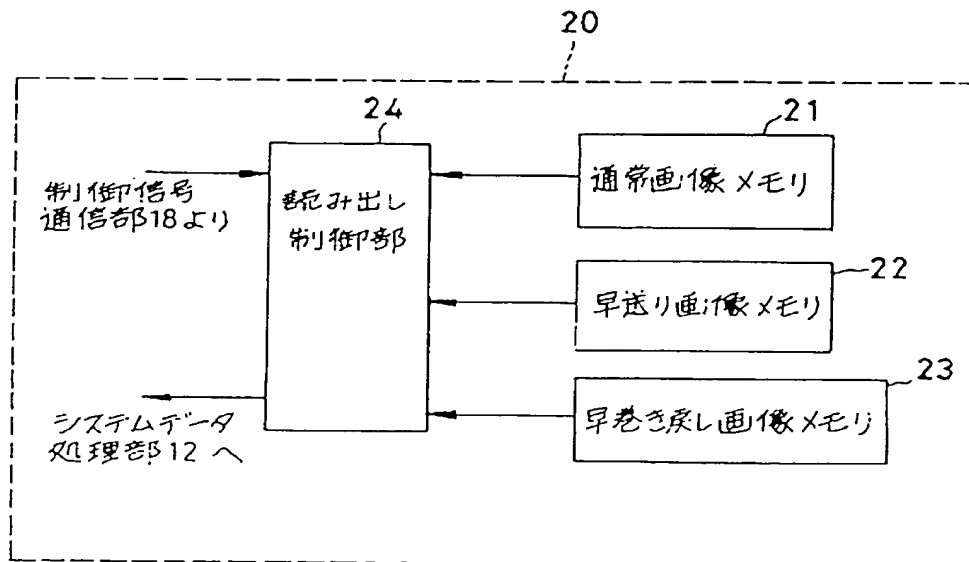 20
24
21
制御信号
通信部18より
読み出し
制御部
通常画像メモリ
22
早送り画像メモリ
23
システムデータ
処理部12へ
早巻き戻し画像メモリ